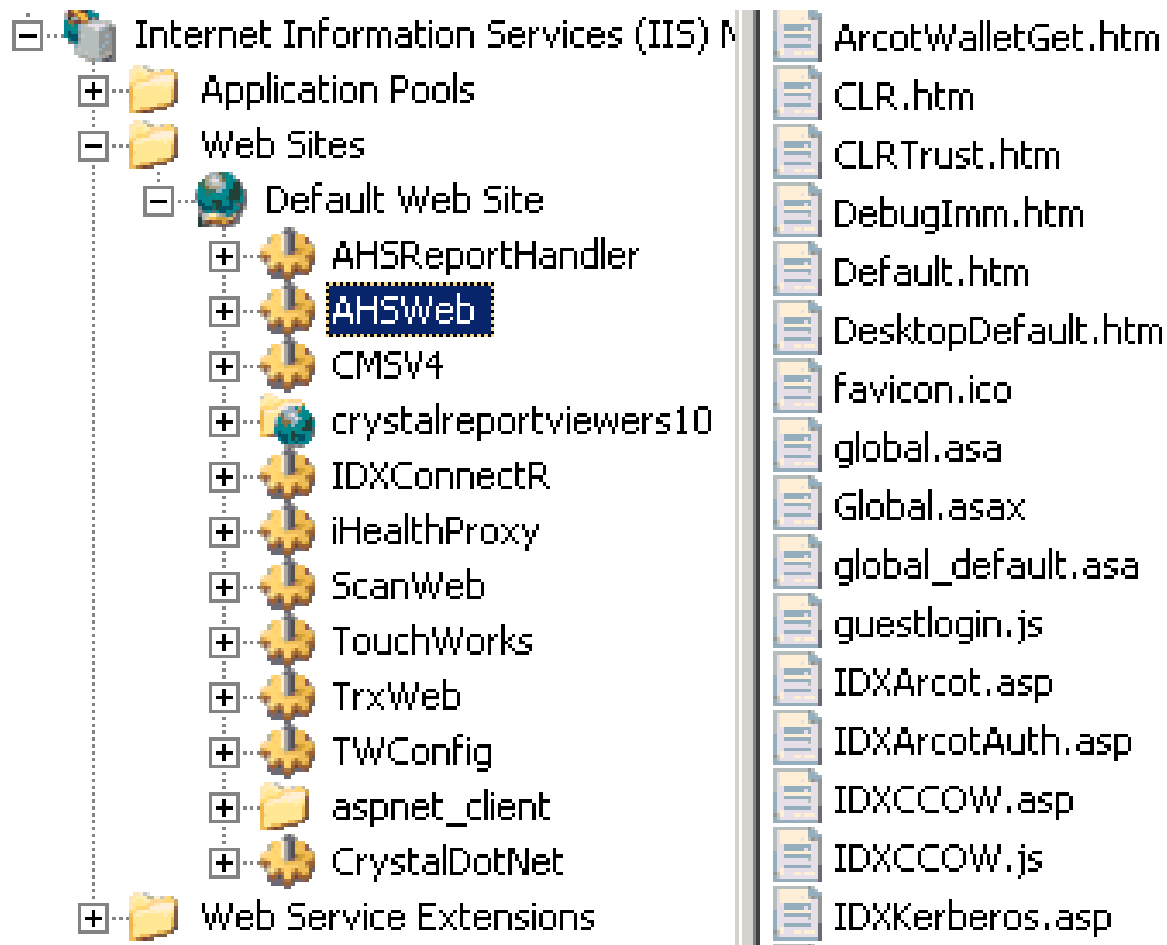 Internet Information Services (IIS) M
Application Pools
Web Sites
Default Web Site
AHSReportHandler
AHSWeb
CMSV4
crystalreportviewers10
IDXConnectR
iHealthProxy
ScanWeb
TouchWorks
TrxWeb
TWConfig
aspnet_client
CrystalDotNet
Web Service Extensions
ArcotWalletGet.htm
CLR.htm
CLRTrust.htm
DebugImm.htm
Default.htm
DesktopDefault.htm
favicon.ico
global.asa
Global.asax
global_default.asa
guestlogin.js
IDXArcot.asp
IDXArcotAuth.asp
IDXCCOW.asp
IDXCCOW.js
IDXKerberos.asp